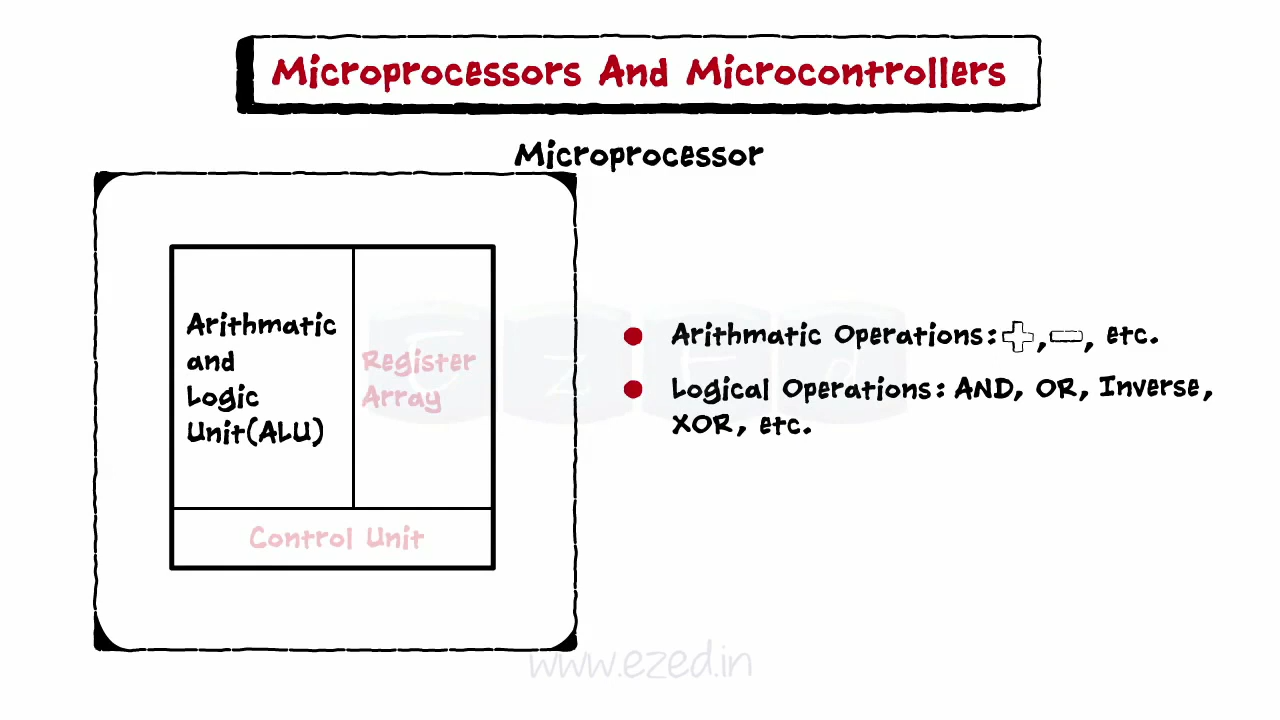 Microprocessors And Microcontrollers
Microprocessor
Arithmatic
and
Logic
Unit(ALU)
Register
Array
Control Unit
Arithmatic Operations:+,-, etc.
Logical Operations: AND, OR, Inverse,
XOR, etc.
EzEd
www.ezed.in